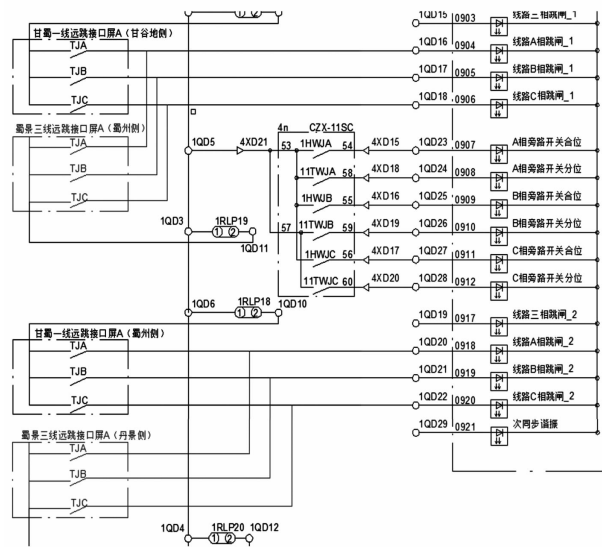 1QD15 0903 线路三相跳闸_1
甘蜀一线远跳接口屏A(甘谷地侧)
TJA
1QD16 0904 线路A相跳闸_1
TJB
1QD17 0905 线路B相跳闸_1
TJC
1QD18 0906 线路C相跳闸_1
蜀景三线远跳接口屏A(蜀州侧)
TJA
TJB
TJC
4n CZX-11SC
1QD5 4XD21 53 1HWJA 54 4XD15 1QD23 0907 A相旁路开关合位
11TWJA 58 4XD18 1QD24 0908 A相旁路开关分位
1HWJB 55 4XD16 1QD25 0909 B相旁路开关合位
1QD3 1RLP19 ① ② 1QD11
57 11TWJB 59 4XD19 1QD26 0910 B相旁路开关分位
1HWJC 56 4XD17 1QD27 0911 C相旁路开关合位
11TWJC 60 4XD20 1QD28 0912 C相旁路开关分位
1QD6 1RLP18 ① ② 1QD10
1QD19 0917 线路三相跳闸_2
甘蜀一线远跳接口屏A(蜀州侧)
TJA
1QD20 0918 线路A相跳闸_2
TJB
1QD21 0919 线路B相跳闸_2
TJC
1QD22 0920 线路C相跳闸_2
1QD29 0921 次同步谐振
蜀景三线远跳接口屏A(丹景侧)
TJA
TJB
TJC
1QD4 1RLP20 ① ② 1QD12